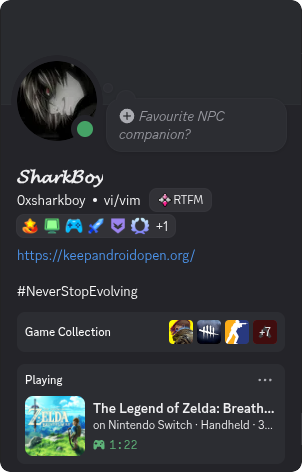 Favourite NPC
companion?
SharkBoy
0xsharkboy • vi/vim RTFM
+1
https://keepandroidopen.org/
#NeverStopEvolving
Game Collection +7
Playing
ZELDA
The Legend of Zelda: Breath...
on Nintendo Switch · Handheld · 3...
1:22